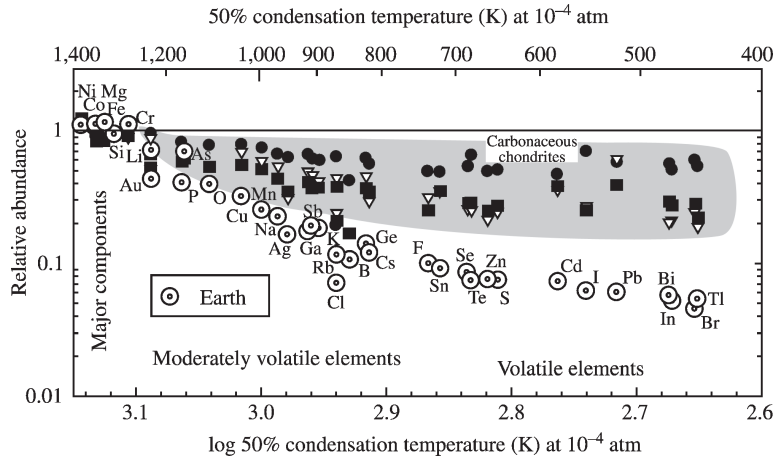 50% condensation temperature (K) at 10⁻⁴ atm
1,400 1,200 1,000 900 800 700 600 500 400
Relative abundance
1
0.1
0.01
Ni Mg
Co Fe Cr
Si Li As
Au P O Mn
Cu Na Sb
Ag Ga K Ge
Rb B Cs
Cl
F Se Zn
Sn Te S
Cd I Pb Bi Tl
In Br
Carbonaceous
chondrites
Major components
Earth
Moderately volatile elements
Volatile elements
3.1 3.0 2.9 2.8 2.7 2.6
log 50% condensation temperature (K) at 10⁻⁴ atm